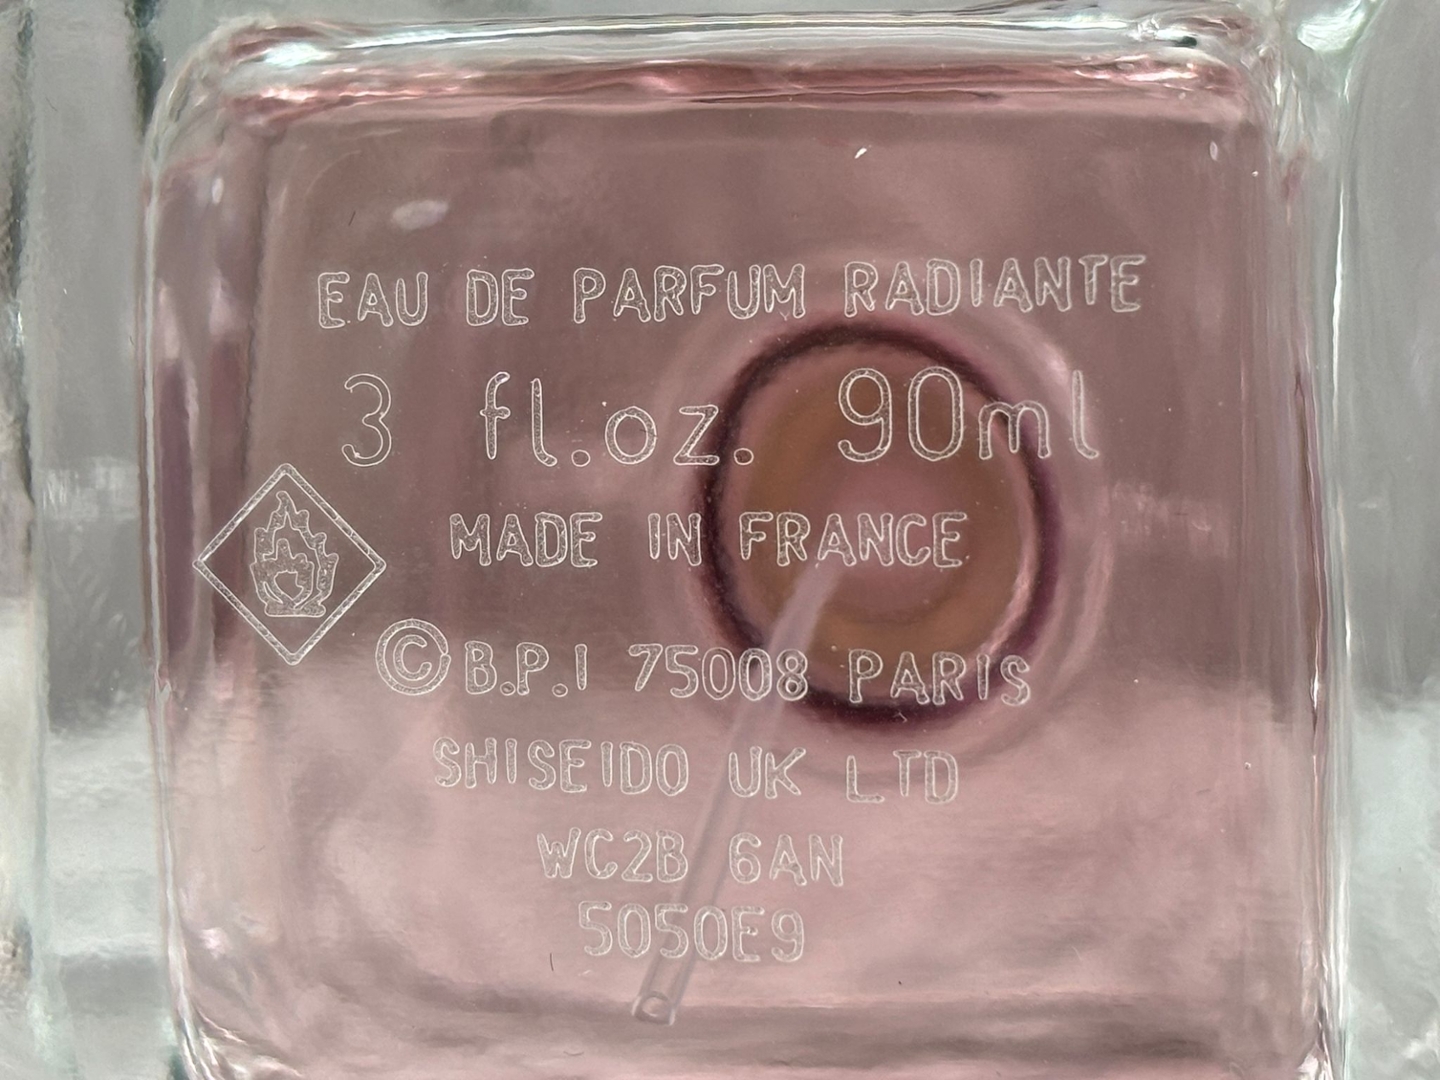 EAU DE PARFUM RADIANTE
3 fl.oz. 90ml
MADE IN FRANCE
©B.P.I 75008 PARIS
SHISEIDO UK LTD
WC2B 6AN
5050E9